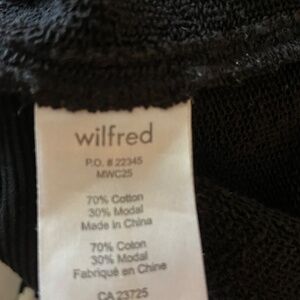 wilfred
P.O. # 22345
MWC25
70% Cotton
30% Modal
Made in China
70% Coton
30% Modal
Fabriqué en Chine
CA 23725